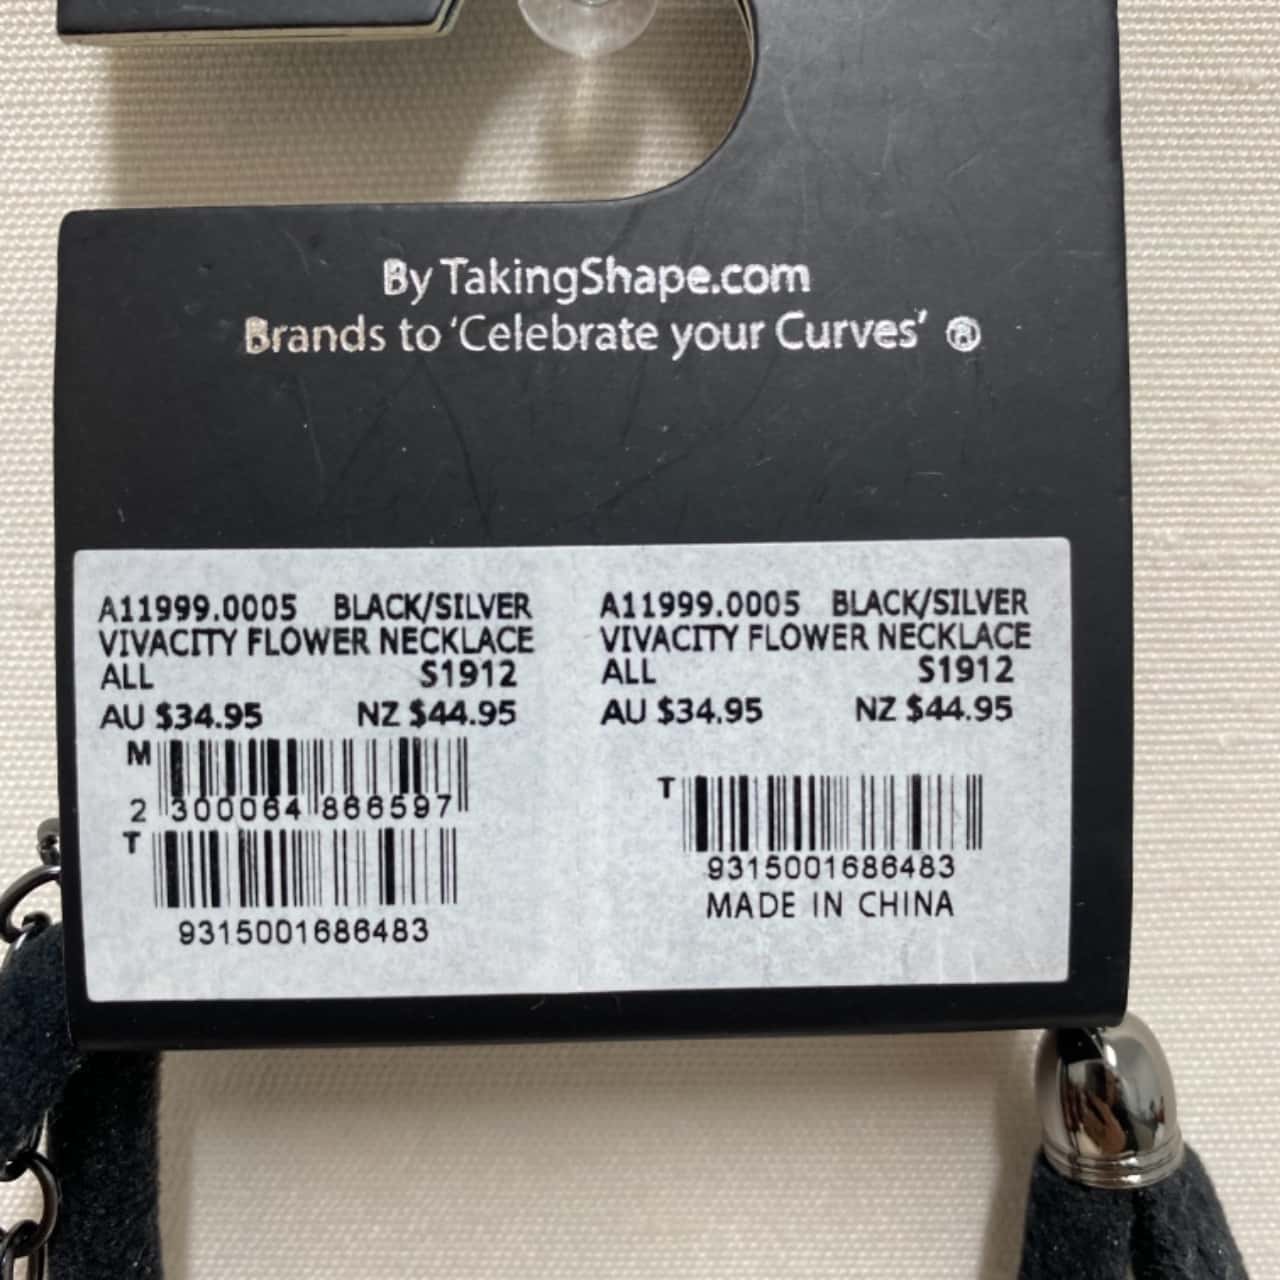 By TakingShape.com
Brands to ‘Celebrate your Curves’ ®
A11999.0005 BLACK/SILVER
VIVACITY FLOWER NECKLACE
ALL S1912
AU $34.95 NZ $44.95
M
2 300064 866597
T
9315001686483
A11999.0005 BLACK/SILVER
VIVACITY FLOWER NECKLACE
ALL S1912
AU $34.95 NZ $44.95
T
9315001686483
MADE IN CHINA